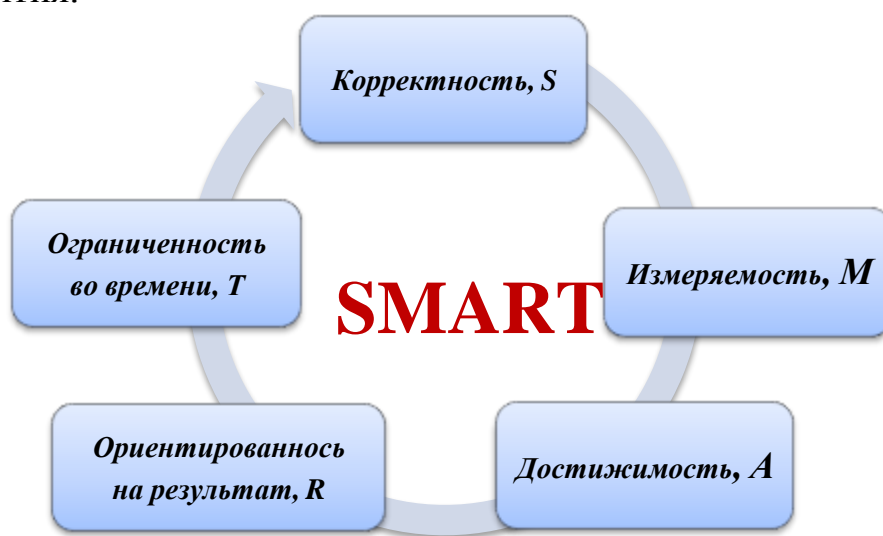 Корректность, S
Измеряемость, M
Достижимость, A
Ориентированнось
на результат, R
Ограниченность
во времени, T
SMART